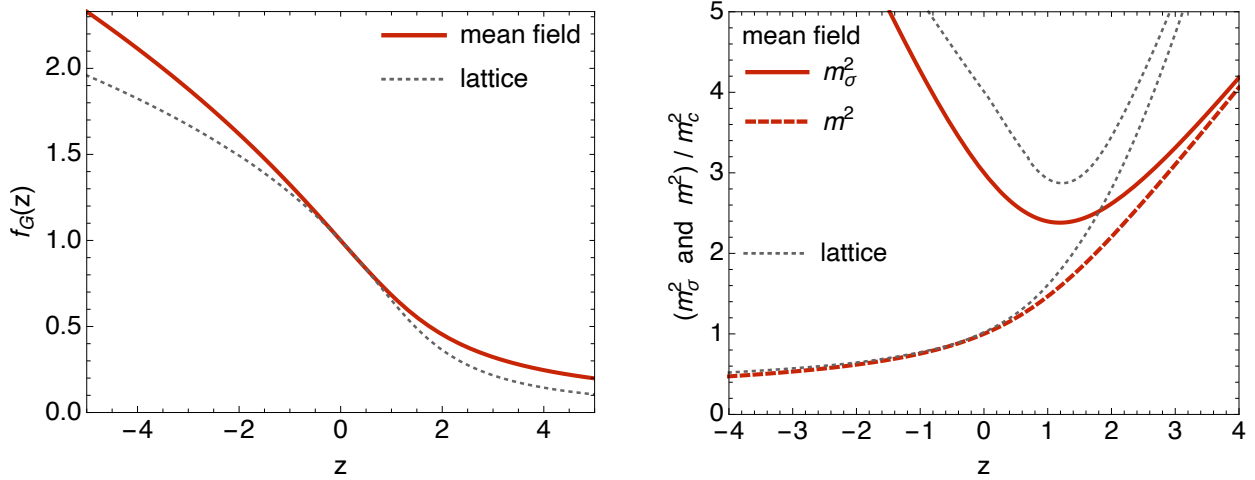 mean field
lattice
2.0
1.5
1.0
0.5
0.0
f_G(z)
−4
−2
0
2
4
z
mean field
m_σ^2
m^2
lattice
5
4
3
2
1
0
(m_σ^2 and m^2) / m_c^2
−4
−3
−2
−1
0
1
2
3
4
z